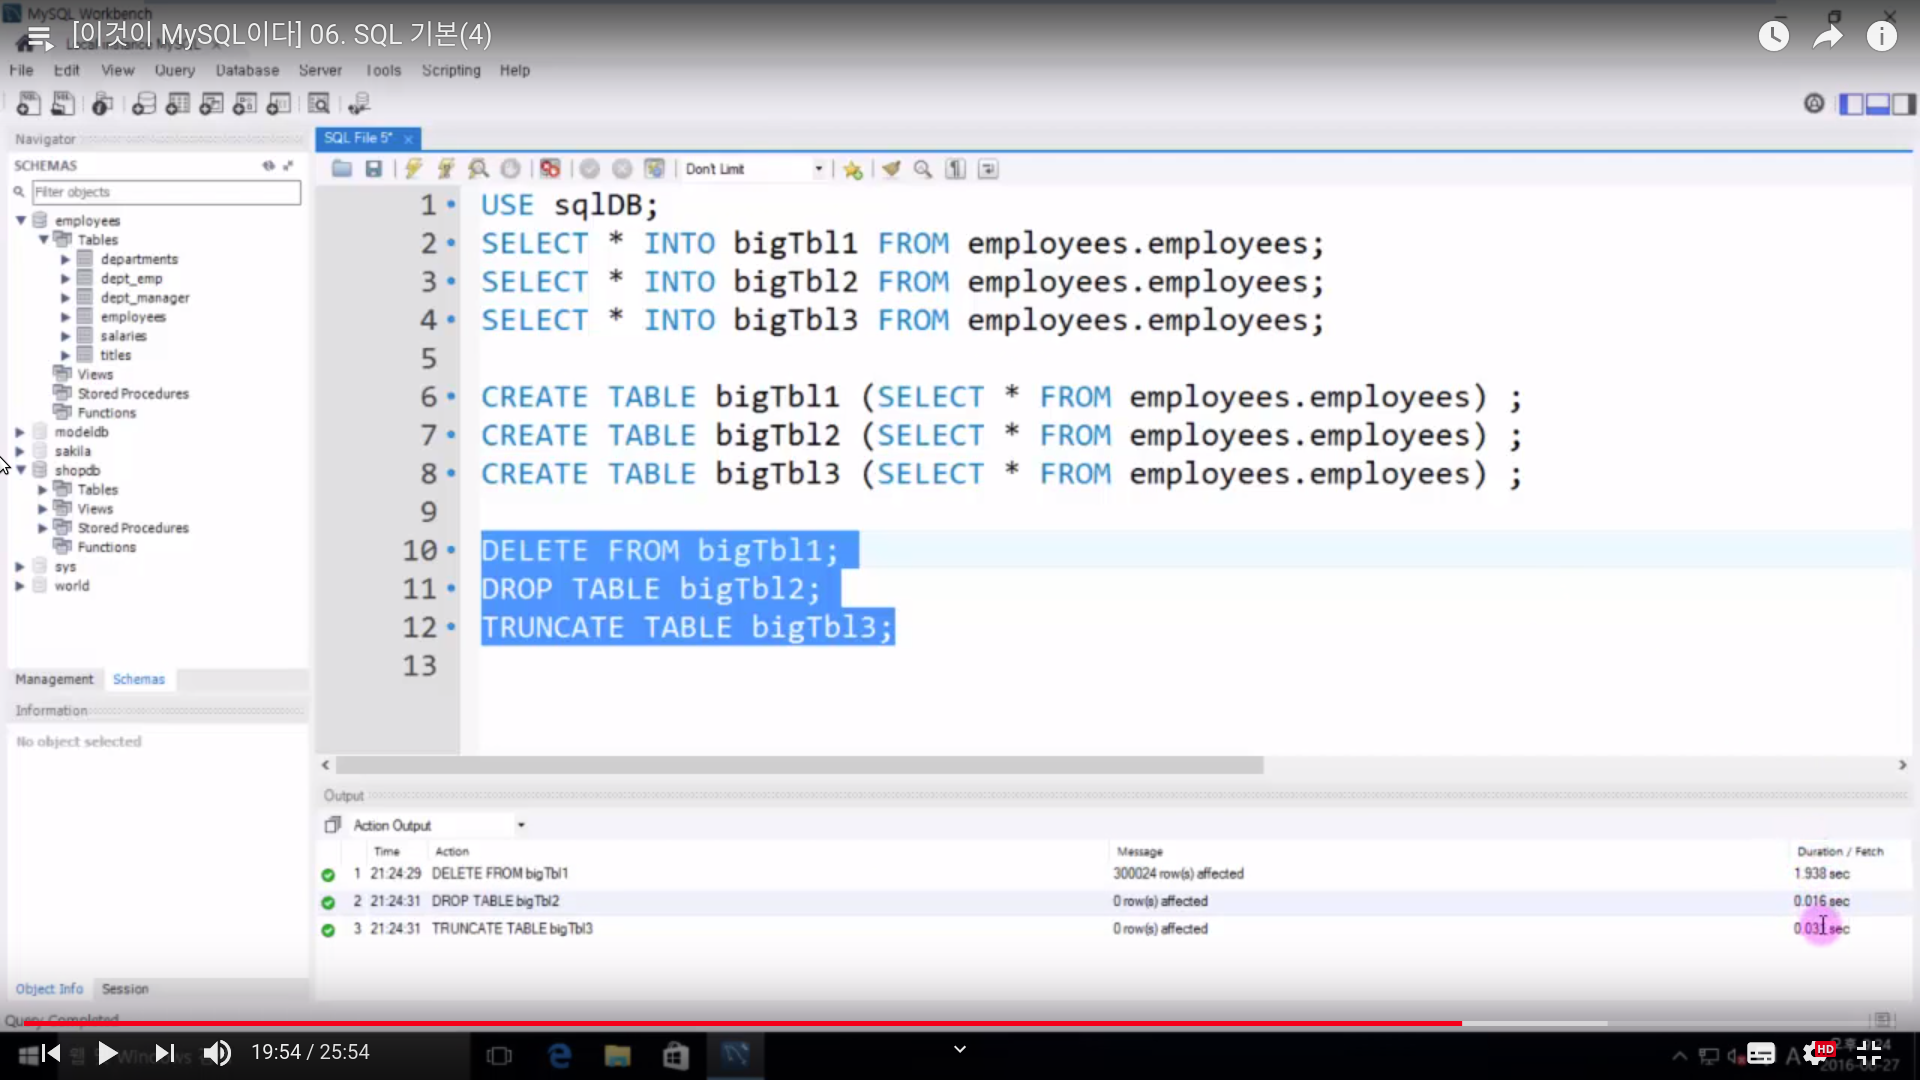 MySQL Workbench
[이것이 MySQL이다] 06. SQL 기본(4)
File Edit View Query Database Server Tools Scripting Help
Navigator
SQL File 5*
SCHEMAS
Don't Limit
Filter objects
employees
Tables
departments
dept_emp
dept_manager
employees
salaries
titles
Views
Stored Procedures
Functions
modeldb
sakila
shopdb
Tables
Views
Stored Procedures
Functions
sys
world
Management Schemas
Information
No object selected
Object Info Session
1 USE sqlDB;
2 SELECT * INTO bigTbl1 FROM employees.employees;
3 SELECT * INTO bigTbl2 FROM employees.employees;
4 SELECT * INTO bigTbl3 FROM employees.employees;
5
6 CREATE TABLE bigTbl1 (SELECT * FROM employees.employees) ;
7 CREATE TABLE bigTbl2 (SELECT * FROM employees.employees) ;
8 CREATE TABLE bigTbl3 (SELECT * FROM employees.employees) ;
9
10 DELETE FROM bigTbl1;
11 DROP TABLE bigTbl2;
12 TRUNCATE TABLE bigTbl3;
13
Output
Action Output
Time Action Message Duration / Fetch
1 21:24:29 DELETE FROM bigTbl1 300024 row(s) affected 1.938 sec
2 21:24:31 DROP TABLE bigTbl2 0 row(s) affected 0.016 sec
3 21:24:31 TRUNCATE TABLE bigTbl3 0 row(s) affected sec
Query Completed
19:54 / 25:54
HD